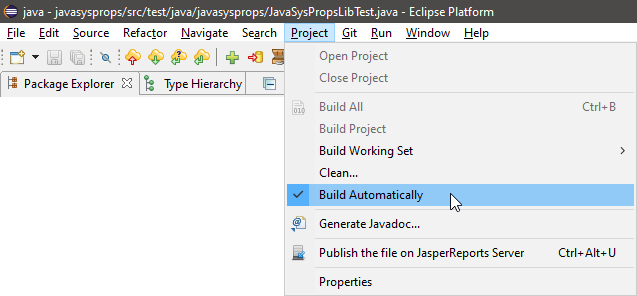 java - javasysprops/src/test/java/javasysprops/JavaSysPropsLibTest.java - Eclipse Platform
File Edit Source Refactor Navigate Search Project Git Run Window Help
Package Explorer Type Hierarchy
Open Project
Close Project
Build All Ctrl+B
Build Project
Build Working Set
Clean...
Build Automatically
Generate Javadoc...
Publish the file on JasperReports Server Ctrl+Alt+U
Properties